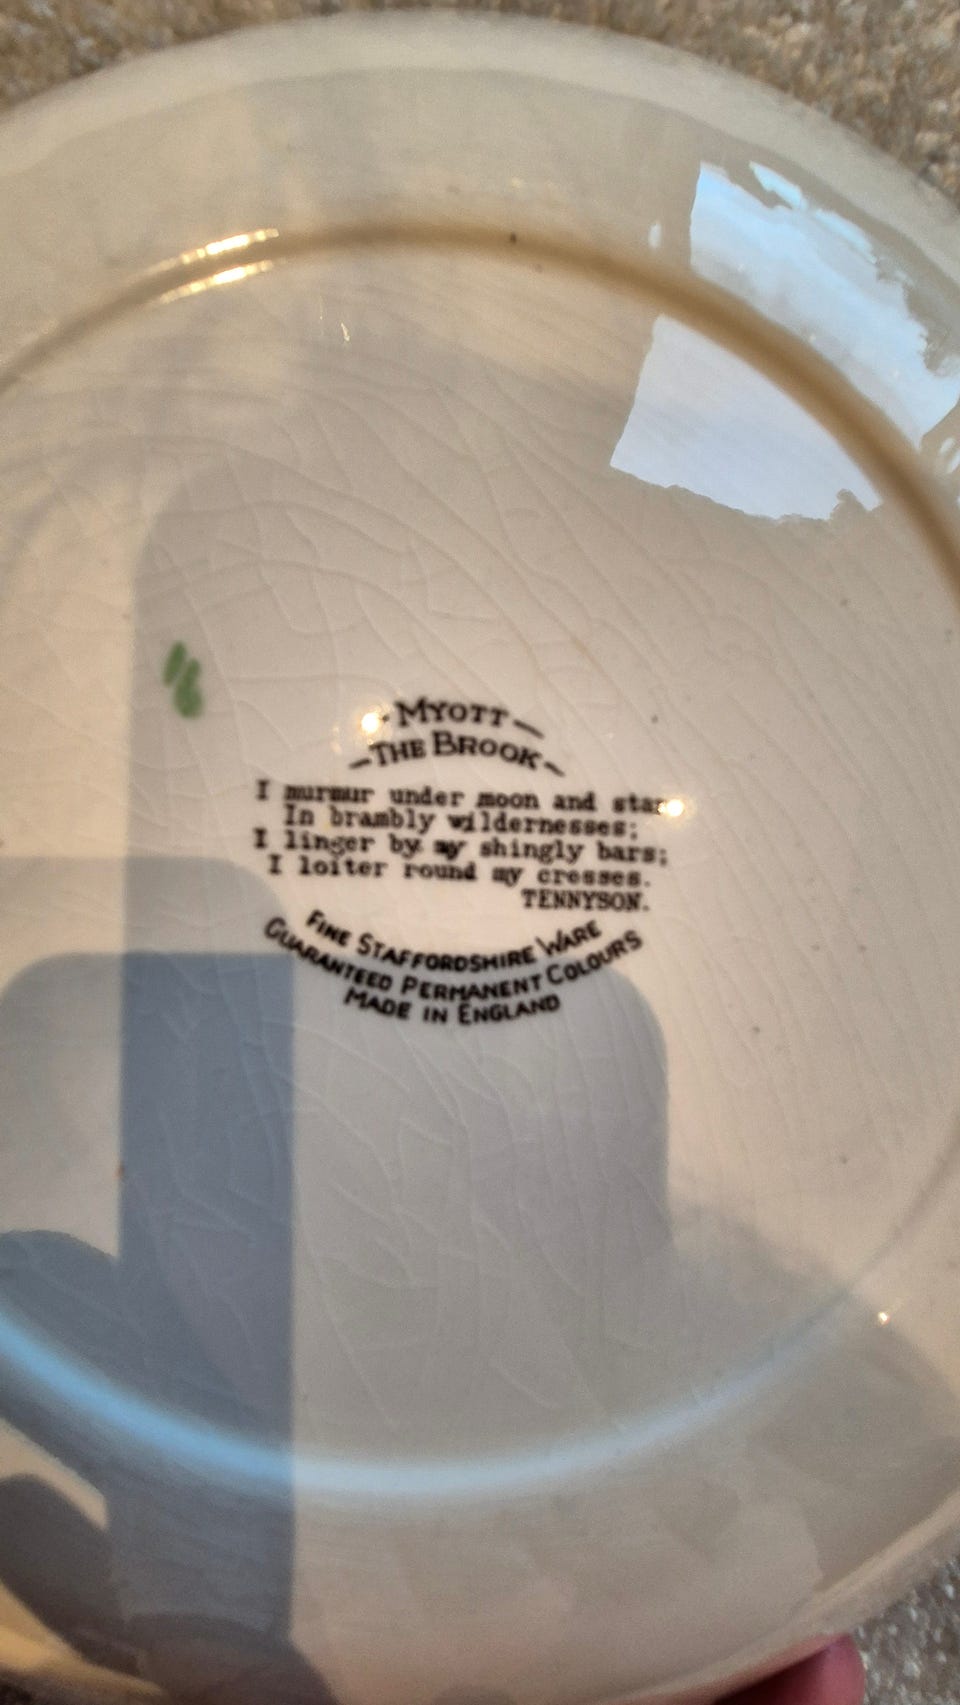 MYOTT
THE BROOK
I murmur under moon and stars
In brambly wildernesses;
I linger by my shingly bars;
I loiter round my cresses.
TENNYSON.
FINE STAFFORDSHIRE WARE
GUARANTEED PERMANENT COLOURS
MADE IN ENGLAND